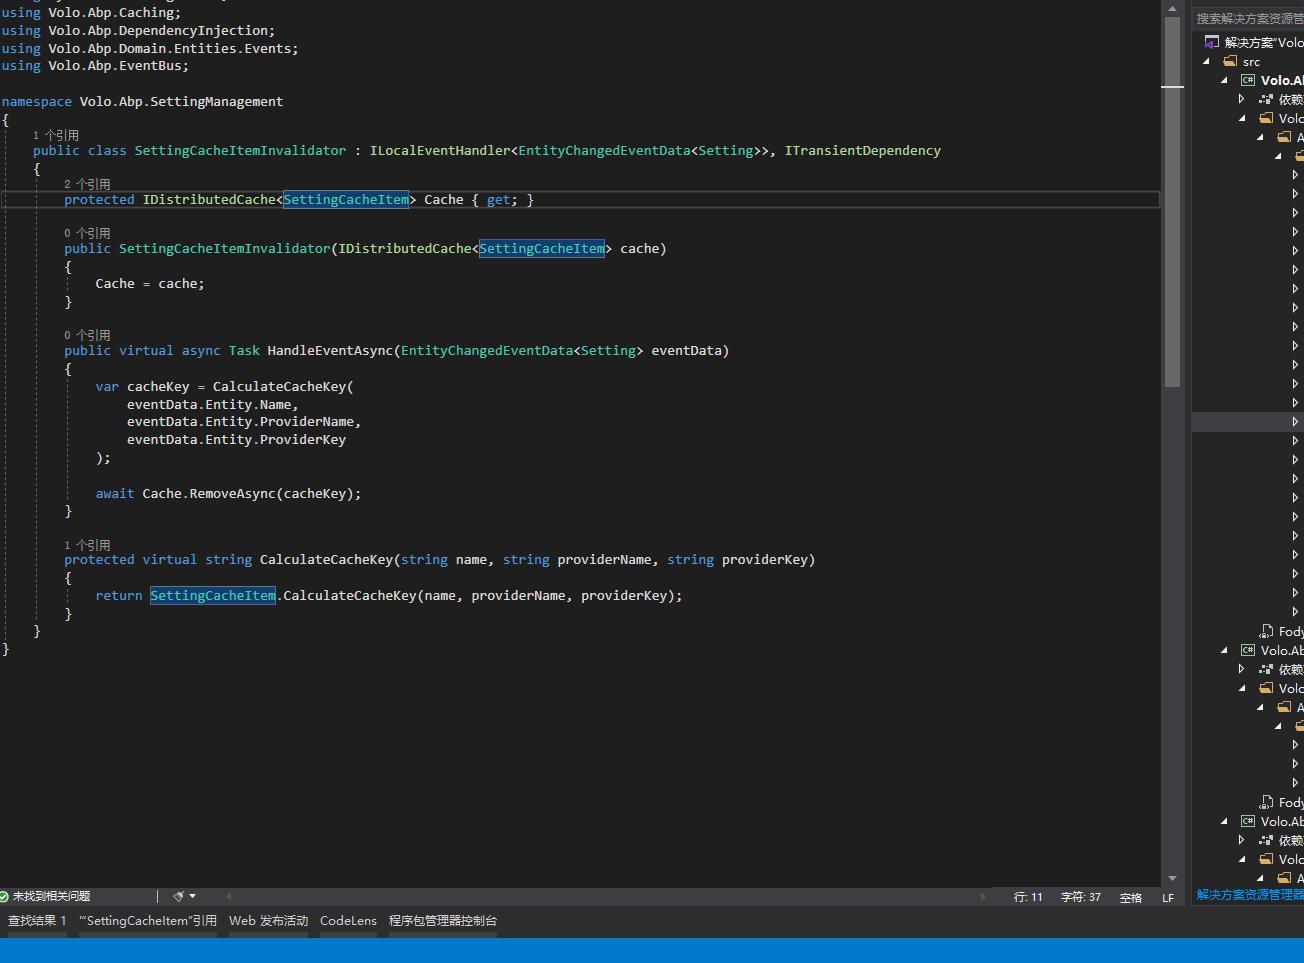 using Volo.Abp.Caching;
using Volo.Abp.DependencyInjection;
using Volo.Abp.Domain.Entities.Events;
using Volo.Abp.EventBus;
namespace Volo.Abp.SettingManagement
{
1 个引用
public class SettingCacheItemInvalidator : ILocalEventHandler<EntityChangedEventData<Setting>>, ITransientDependency
{
2 个引用
protected IDistributedCache<SettingCacheItem> Cache { get; }
0 个引用
public SettingCacheItemInvalidator(IDistributedCache<SettingCacheItem> cache)
{
Cache = cache;
}
0 个引用
public virtual async Task HandleEventAsync(EntityChangedEventData<Setting> eventData)
{
var cacheKey = CalculateCacheKey(
eventData.Entity.Name,
eventData.Entity.ProviderName,
eventData.Entity.ProviderKey
);
await Cache.RemoveAsync(cacheKey);
}
1 个引用
protected virtual string CalculateCacheKey(string name, string providerName, string providerKey)
{
return SettingCacheItem.CalculateCacheKey(name, providerName, providerKey);
}
}
}
未找到相关问题
行: 11 字符: 37 空格 LF
查找结果 1 "“SettingCacheItem”引用 Web 发布活动 CodeLens 程序包管理器控制台
搜索解决方案资源管
解决方案"Volo
src
C# Volo.Al
依赖
Volo
A
Fody
C# Volo.Ab
依赖
Volo
A
Fody
C# Volo.Ab
依赖
Volo
A
解决方案资源管理器